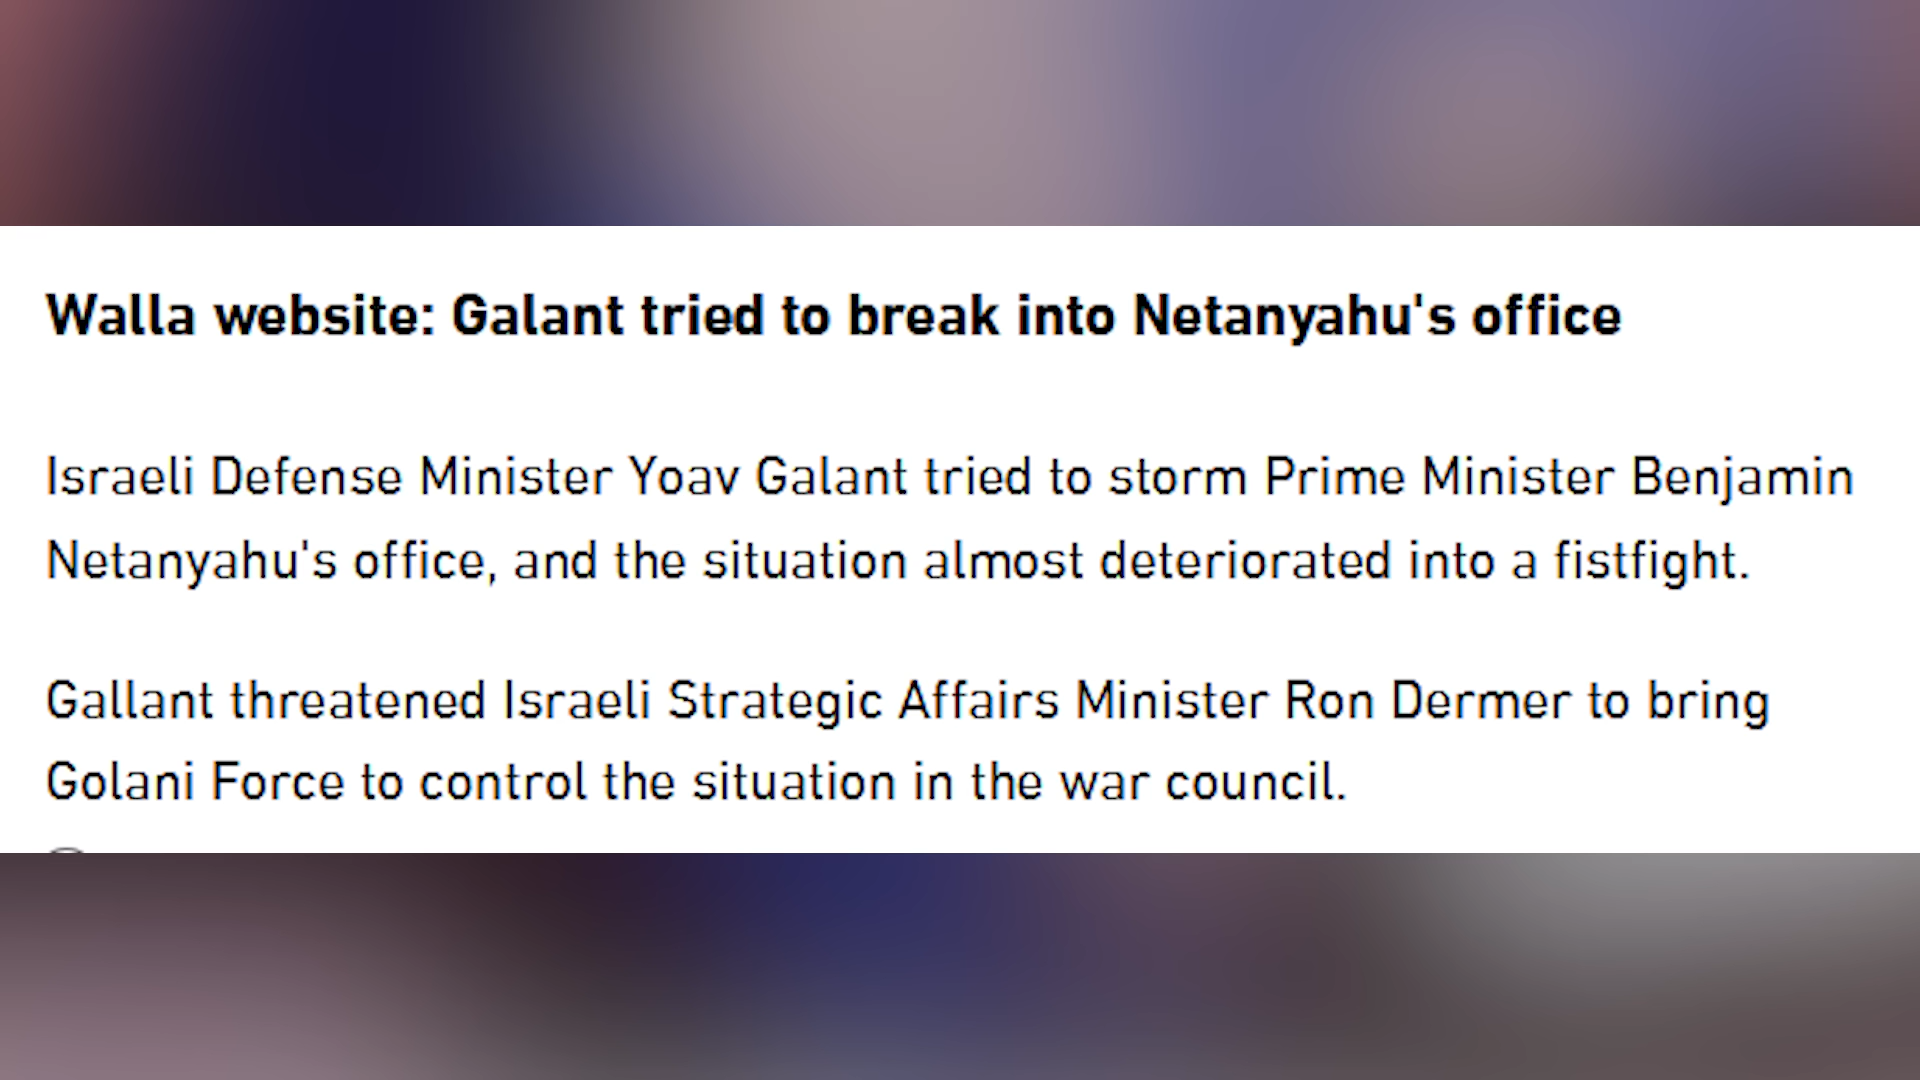 Walla website: Galant tried to break into Netanyahu's office
Israeli Defense Minister Yoav Galant tried to storm Prime Minister Benjamin
Netanyahu's office, and the situation almost deteriorated into a fistfight.
Gallant threatened Israeli Strategic Affairs Minister Ron Dermer to bring
Golani Force to control the situation in the war council.